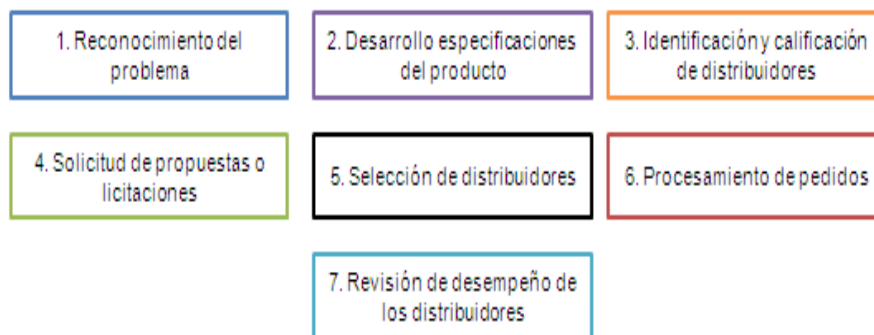 1. Reconocimiento del
problema
2. Desarrollo especificaciones
del producto
3. Identificación y calificación
de distribuidores
4. Solicitud de propuestas o
licitaciones
5. Selección de distribuidores
6. Procesamiento de pedidos
7. Revisión de desempeño de
los distribuidores